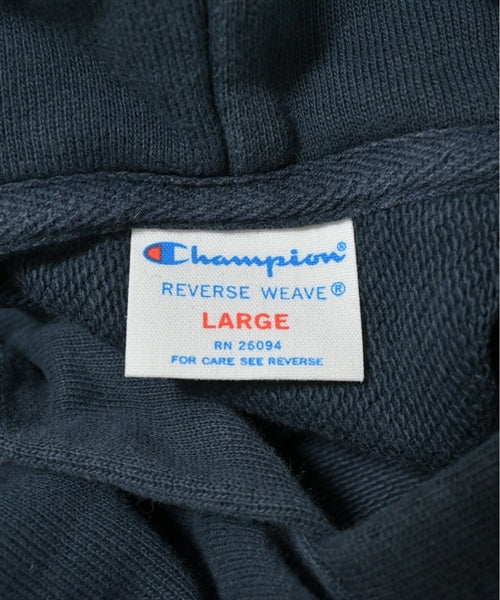 Champion®
REVERSE WEAVE®
LARGE
RN 26094
FOR CARE SEE REVERSE